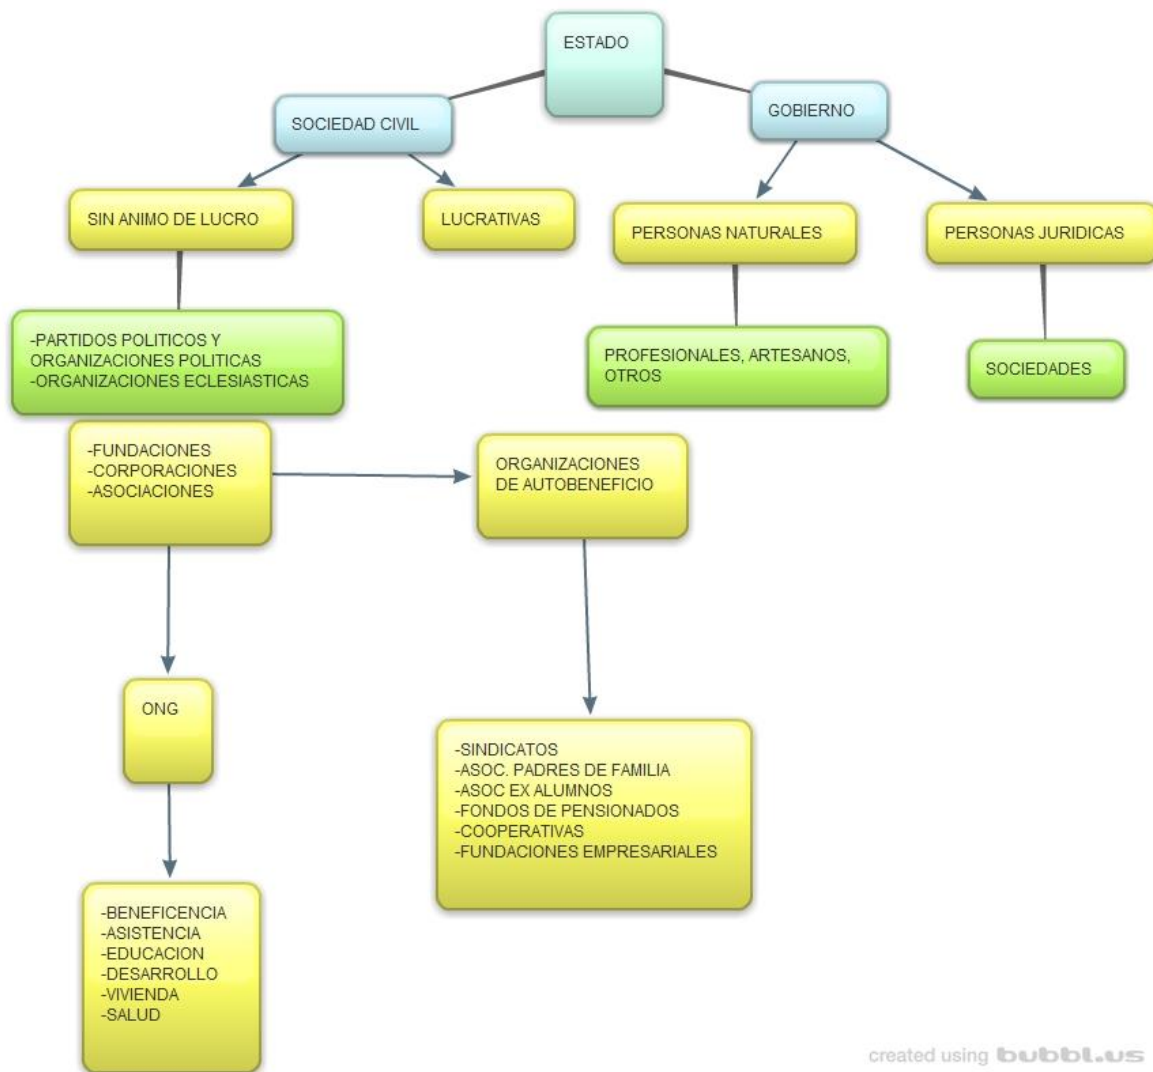 ESTADO
SOCIEDAD CIVIL
GOBIERNO
SIN ANIMO DE LUCRO
LUCRATIVAS
PERSONAS NATURALES
PERSONAS JURIDICAS
-PARTIDOS POLITICOS Y
ORGANIZACIONES POLITICAS
-ORGANIZACIONES ECLESIASTICAS
PROFESIONALES, ARTESANOS,
OTROS
SOCIEDADES
-FUNDACIONES
-CORPORACIONES
-ASOCIACIONES
ORGANIZACIONES
DE AUTOBENEFICIO
ONG
-SINDICATOS
-ASOC. PADRES DE FAMILIA
-ASOC EX ALUMNOS
-FONDOS DE PENSIONADOS
-COOPERATIVAS
-FUNDACIONES EMPRESARIALES
-BENEFICENCIA
-ASISTENCIA
-EDUCACION
-DESARROLLO
-VIVIENDA
-SALUD
created using bubbl.us